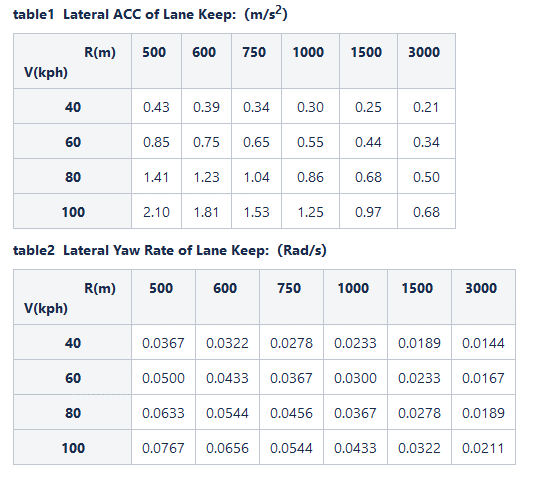 table1 Lateral ACC of Lane Keep: (m/s²)
R(m) 500 600 750 1000 1500 3000
V(kph)
40 0.43 0.39 0.34 0.30 0.25 0.21
60 0.85 0.75 0.65 0.55 0.44 0.34
80 1.41 1.23 1.04 0.86 0.68 0.50
100 2.10 1.81 1.53 1.25 0.97 0.68
table2 Lateral Yaw Rate of Lane Keep: (Rad/s)
R(m) 500 600 750 1000 1500 3000
V(kph)
40 0.0367 0.0322 0.0278 0.0233 0.0189 0.0144
60 0.0500 0.0433 0.0367 0.0300 0.0233 0.0167
80 0.0633 0.0544 0.0456 0.0367 0.0278 0.0189
100 0.0767 0.0656 0.0544 0.0433 0.0322 0.0211